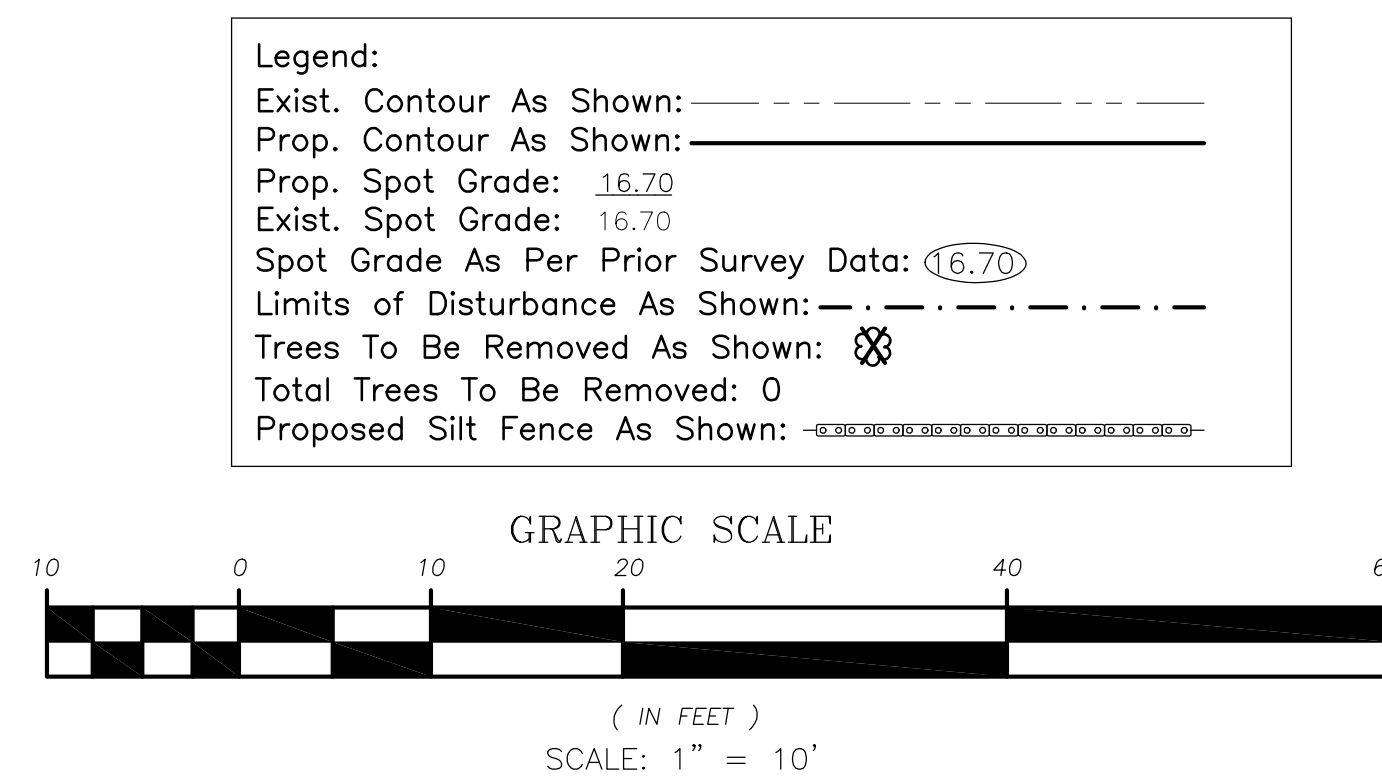 Legend:
Exist. Contour As Shown:
Prop. Contour As Shown:
Prop. Spot Grade: 16.70
Exist. Spot Grade: 16.70
Spot Grade As Per Prior Survey Data: 16.70
Limits of Disturbance As Shown:
Trees To Be Removed As Shown:
Total Trees To Be Removed: 0
Proposed Silt Fence As Shown:
GRAPHIC SCALE
10 0 10 20 40
( IN FEET )
SCALE: 1" = 10'